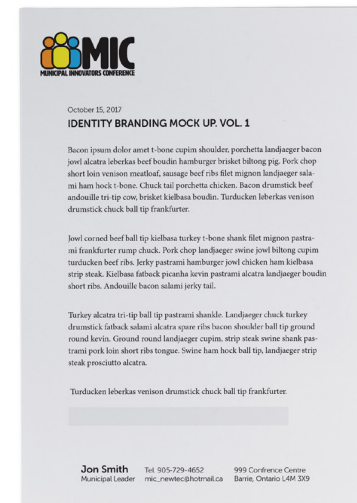 MIC
MUNICIPAL INNOVATORS CONFERENCE
October 15, 2017
IDENTITY BRANDING MOCK UP. VOL. 1
Bacon ipsum dolor amet t-bone cupim shoulder, porchetta landjaeger bacon
jowl alcatra leberkas beef boudin hamburger brisket biltong pig. Pork chop
short loin venison meatloaf, sausage beef ribs filet mignon landjaeger sala-
mi ham hock t-bone. Chuck tail porchetta chicken. Bacon drumstick beef
andouille tri-tip cow, brisket kielbasa boudin. Turducken leberkas venison
drumstick chuck ball tip frankfurter.
Jowl corned beef ball tip kielbasa turkey t-bone shank filet mignon pastra-
mi frankfurter rump chuck. Pork chop landjaeger swine jowl biltong cupim
turducken beef ribs. Jerky pastrami hamburger jowl chicken ham kielbasa
strip steak. Kielbasa fatback picanha kevin pastrami alcatra landjaeger boudin
short ribs. Andouille bacon salami jerky tail.
Turkey alcatra tri-tip ball tip pastrami shankle. Landjaeger chuck turkey
drumstick fatback salami alcatra spare ribs bacon shoulder ball tip ground
round kevin. Ground round landjaeger cupim, strip steak swine shank pas-
trami pork loin short ribs tongue. Swine ham hock ball tip, landjaeger strip
steak prosciutto alcatra.
Turducken leberkas venison drumstick chuck ball tip frankfurter.
Jon Smith Tel. 905-729-4652 999 Confrence Centre
Municipal Leader mic_newtec@hotmail.ca Barrie, Ontario L4M 3X9